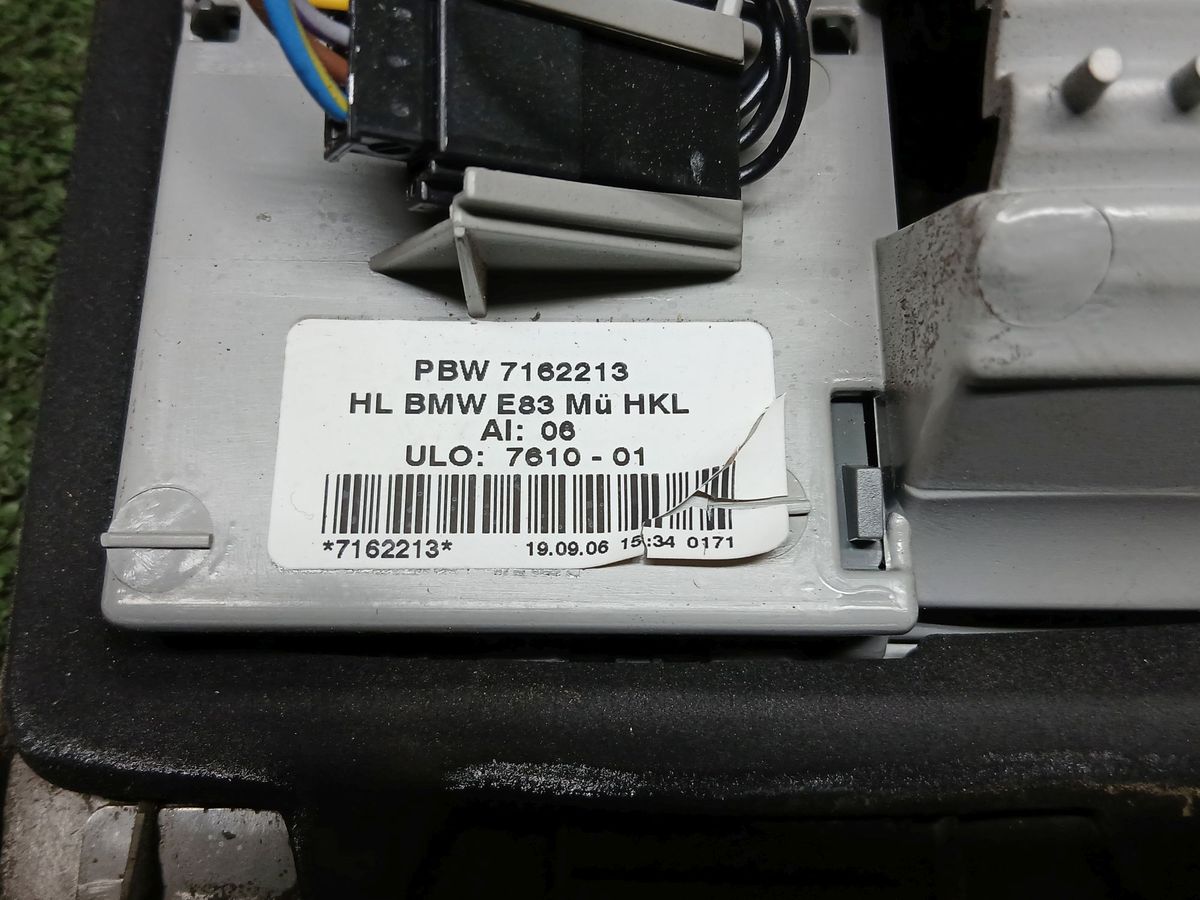 PBW 7162213
HL BMW E83 Mü HKL
AI: 06
ULO: 7610 - 01
*7162213* 19.09.06 15:34 0171